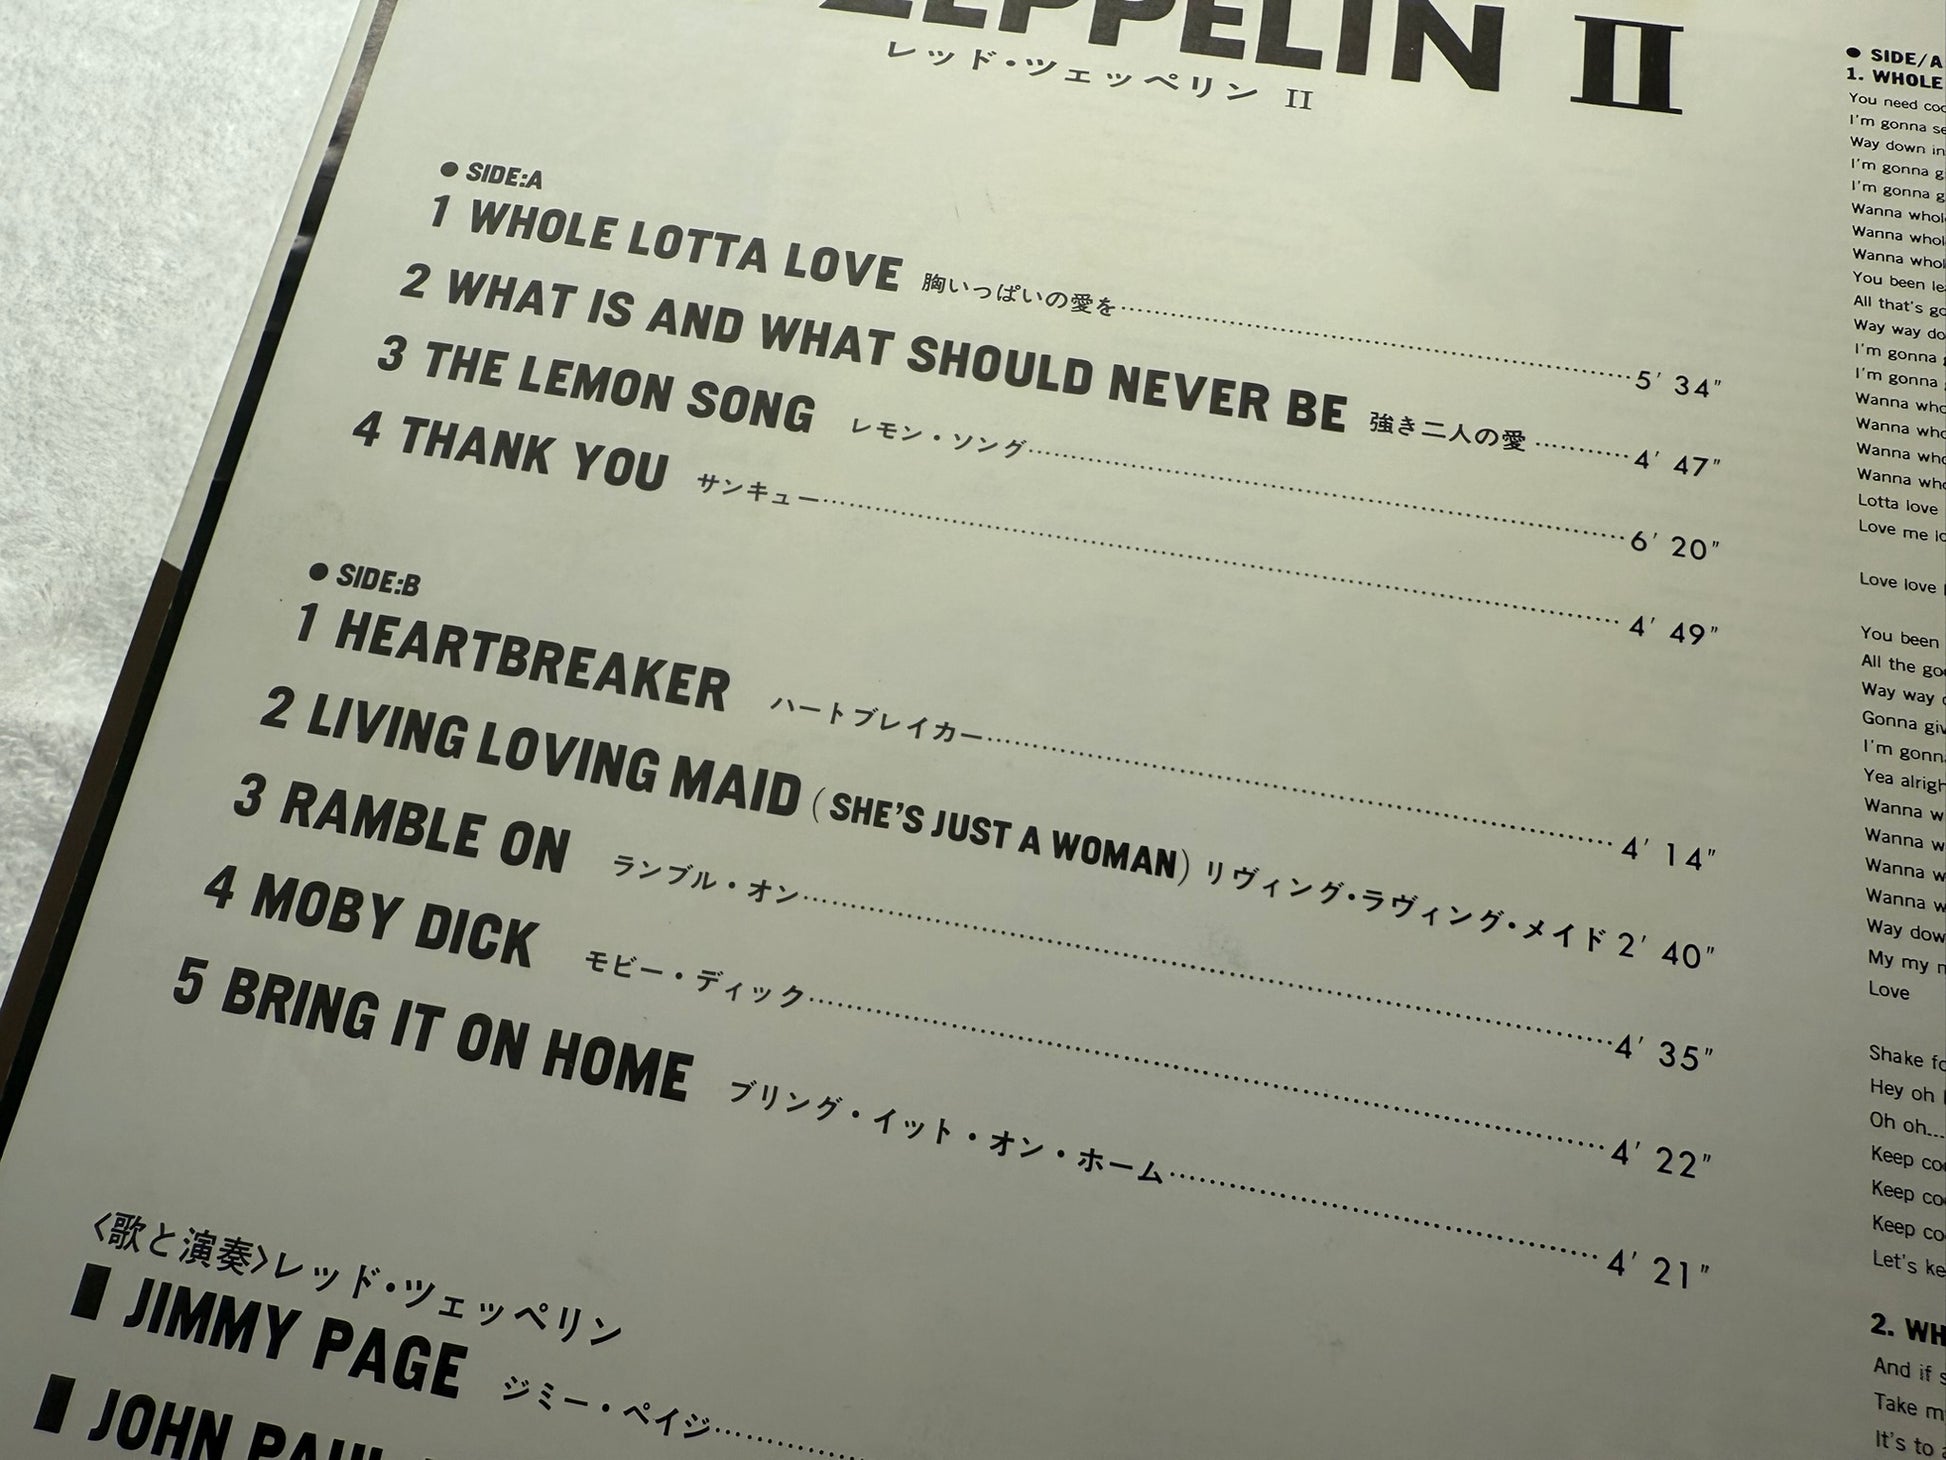 ZEPPELIN II
レッド・ツェッペリン II
● SIDE:A
1 WHOLE LOTTA LOVE 胸いっぱいの愛を 5′ 34″
2 WHAT IS AND WHAT SHOULD NEVER BE 強き二人の愛 4′ 47″
3 THE LEMON SONG レモン・ソング 6′ 20″
4 THANK YOU サンキュー 4′ 49″
● SIDE:B
1 HEARTBREAKER ハートブレイカー 4′ 14″
2 LIVING LOVING MAID (SHE'S JUST A WOMAN) リヴィング・ラヴィング・メイド 2′ 40″
3 RAMBLE ON ランブル・オン 4′ 35″
4 MOBY DICK モビー・ディック 4′ 22″
5 BRING IT ON HOME ブリング・イット・オン・ホーム 4′ 21″
〈歌と演奏〉レッド・ツェッペリン
JIMMY PAGE ジミー・ペイジ
JOHN PAUL
● SIDE/A
1. WHOLE
You need
I'm gonna
Way down in
I'm gonna
I'm gonna
Wanna
Wanna
Wanna
You been
All that's
Way way
I'm gonna
I'm gonna
Wanna
Wanna
Wanna
Wanna
Lotta love
Love me
Love love
You been
All the
Way way
Gonna
I'm
Yea
Wanna
Wanna
Wanna
Wanna
Way
My my
Love
Shake
Hey oh
Oh oh....
Keep
Keep
Keep
Let's
2.
And if
Take
It's to